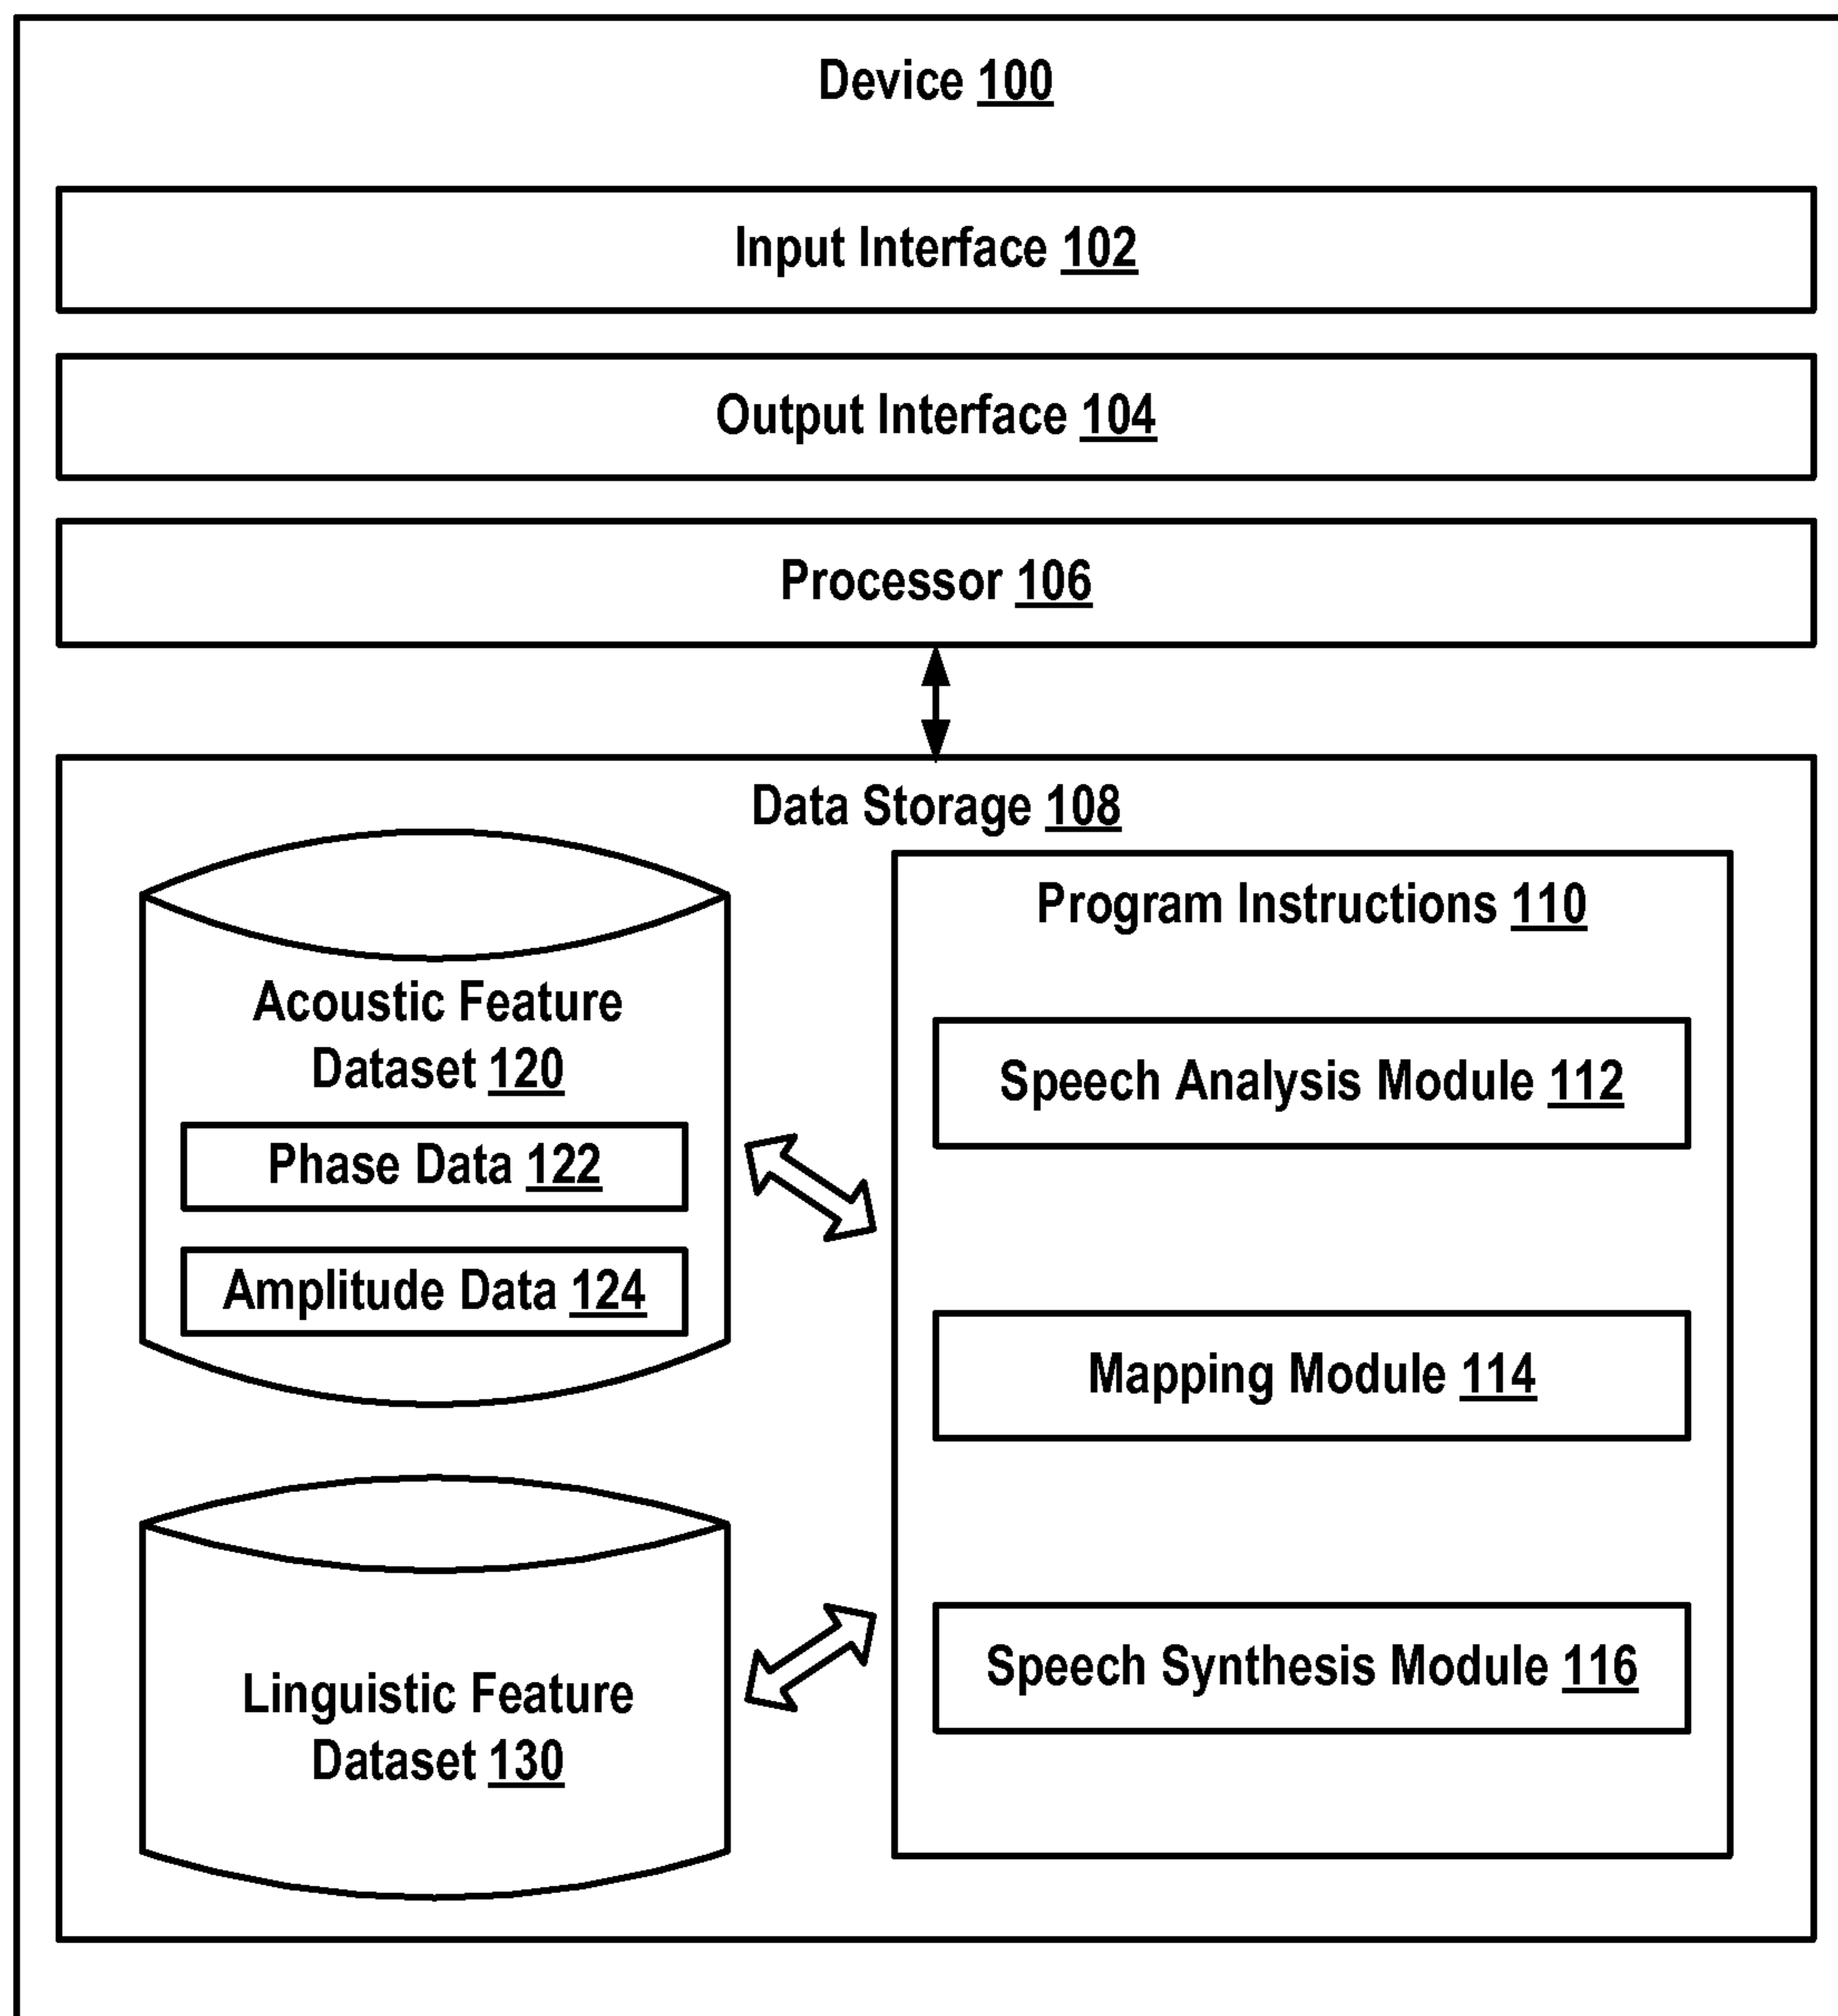 Device 100
Input Interface 102
Output Interface 104
Processor 106
Data Storage 108
Acoustic Feature
Dataset 120
Phase Data 122
Amplitude Data 124
Linguistic Feature
Dataset 130
Program Instructions 110
Speech Analysis Module 112
Mapping Module 114
Speech Synthesis Module 116